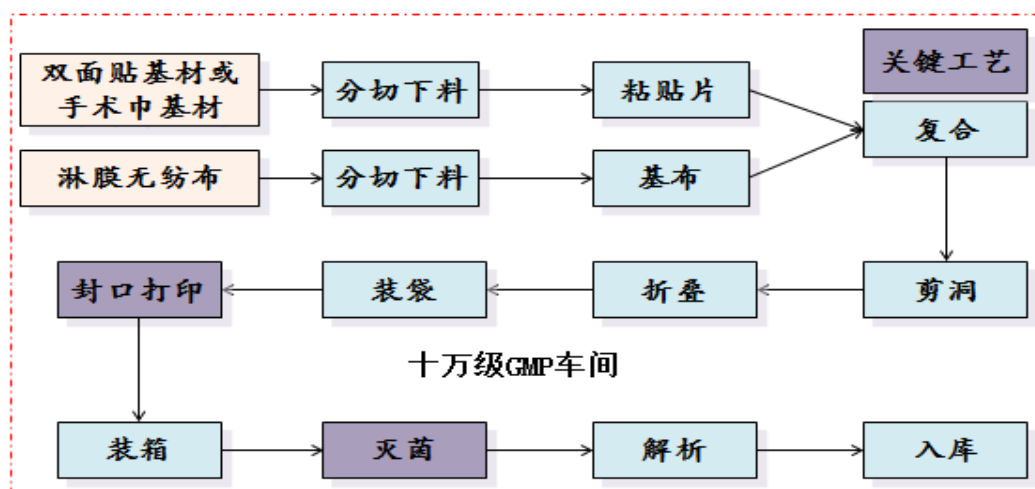 双面贴基材或
手术巾基材
分切下料
粘贴片
关键工艺
复合
淋膜无纺布
分切下料
基布
封口打印
装袋
折叠
剪洞
十万级GMP车间
装箱
灭菌
解析
入库